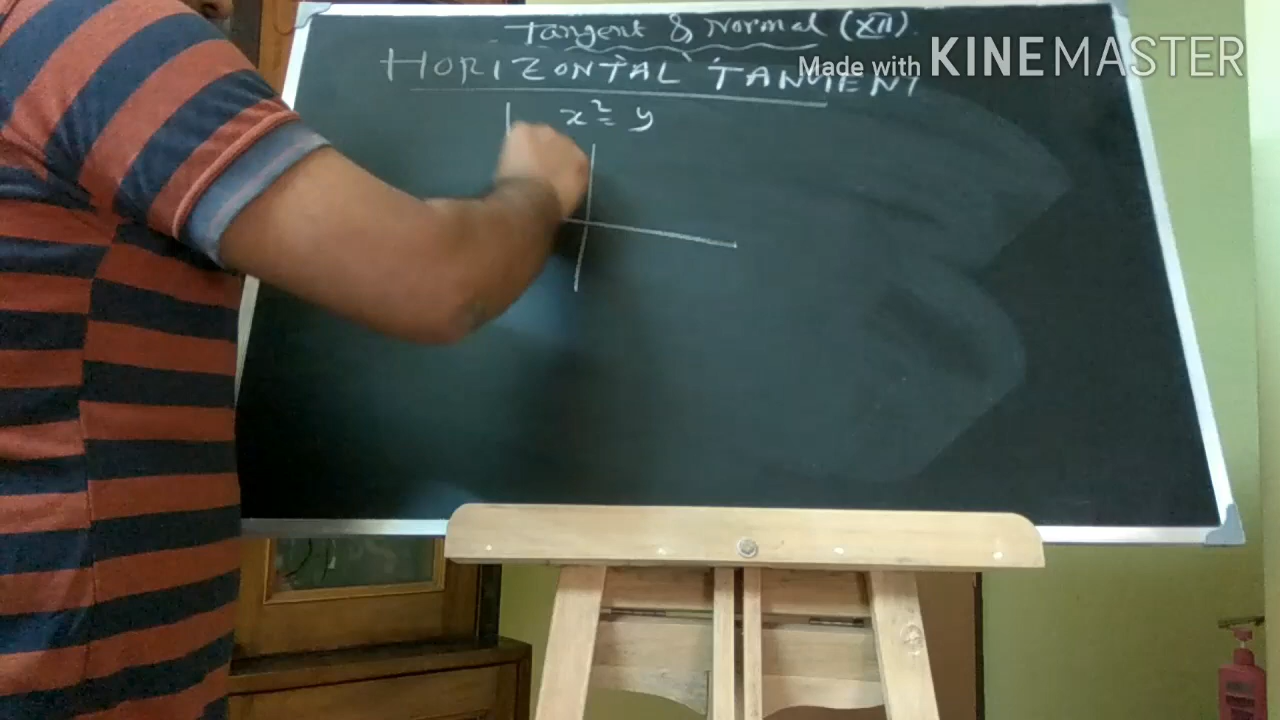 Tangent & Normal (XII)
HORIZONTAL TANGENT
Made with KINEMASTER
x² = y